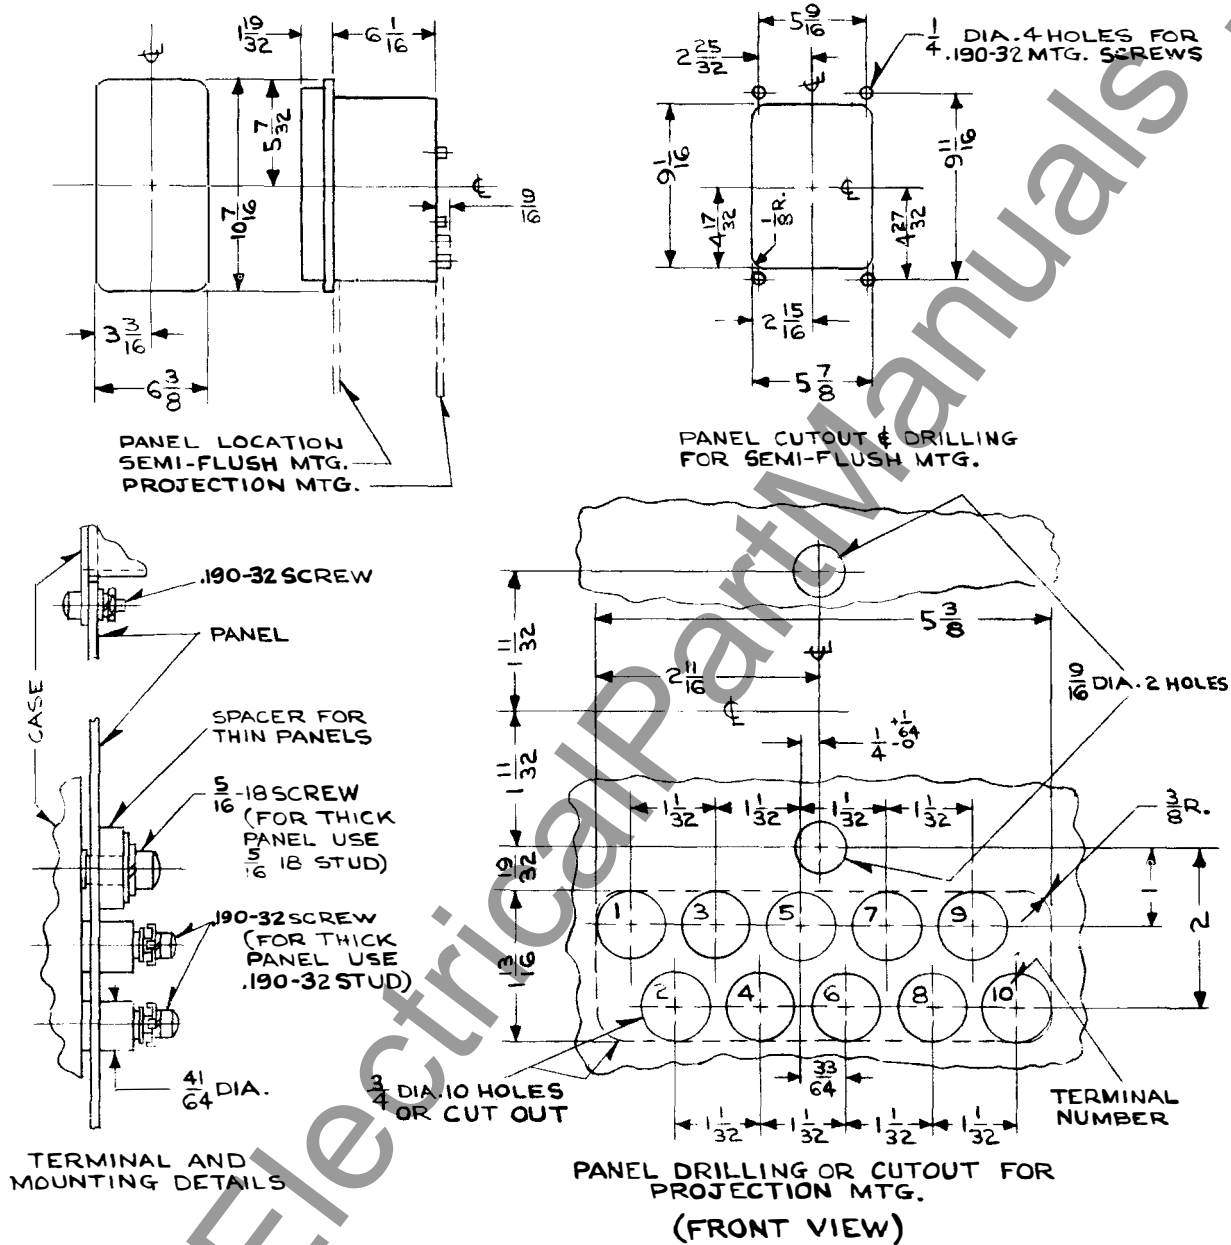 1 19/32
6 1/16
5 7/32
10 7/16
9/16
3 3/16
6 3/8
PANEL LOCATION
SEMI-FLUSH MTG.
PROJECTION MTG.
5 9/16
2 25/32
1/4 DIA. 4 HOLES FOR
.190-32 MTG. SCREWS
9 1/16
9 11/16
4 17/32
1/8 R.
4 27/32
2 15/16
5 7/8
PANEL CUTOUT & DRILLING
FOR SEMI-FLUSH MTG.
.190-32 SCREW
PANEL
CASE
SPACER FOR
THIN PANELS
5/16-18 SCREW
(FOR THICK
PANEL USE
5/16 18 STUD)
.190-32 SCREW
(FOR THICK
PANEL USE
.190-32 STUD)
41/64 DIA.
TERMINAL AND
MOUNTING DETAILS
5 3/8
1 11/32
2 11/16
9/16 DIA. 2 HOLES
1 11/32
1/4 +1/64 -0
3/8 R.
1 1/32 1 1/32 1 1/32 1 1/32
19/32
1
2
1 3 5 7 9
1 3/16
2 4 6 8 10
33/64
3/4 DIA. 10 HOLES
OR CUT OUT
TERMINAL
NUMBER
1 1/32 1 1/32 1 1/32 1 1/32
PANEL DRILLING OR CUTOUT FOR
PROJECTION MTG.
(FRONT VIEW)
ElectricalPartManuals